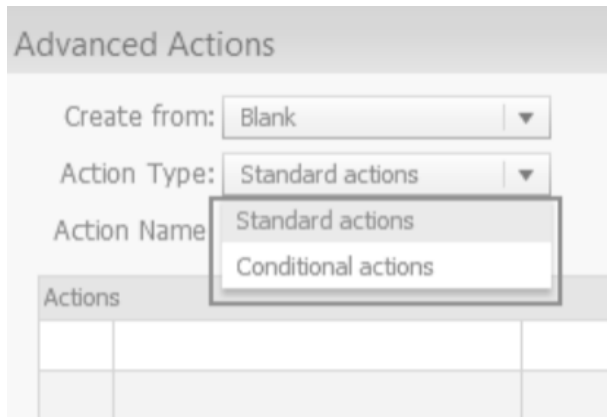 Advanced Actions
Create from: Blank
Action Type: Standard actions
Action Name
Standard actions
Conditional actions
Actions